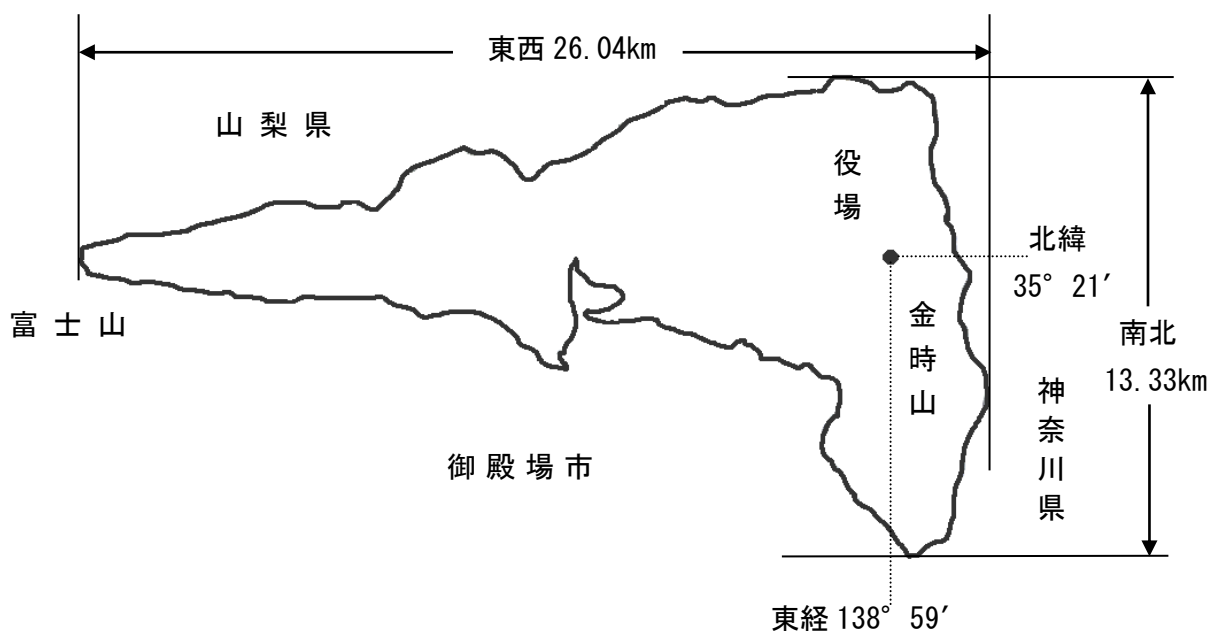 東西 26.04km
山梨県
役場
北緯
35° 21′
富士山
金時山
南北
13.33km
神奈川県
御殿場市
東経 138° 59′